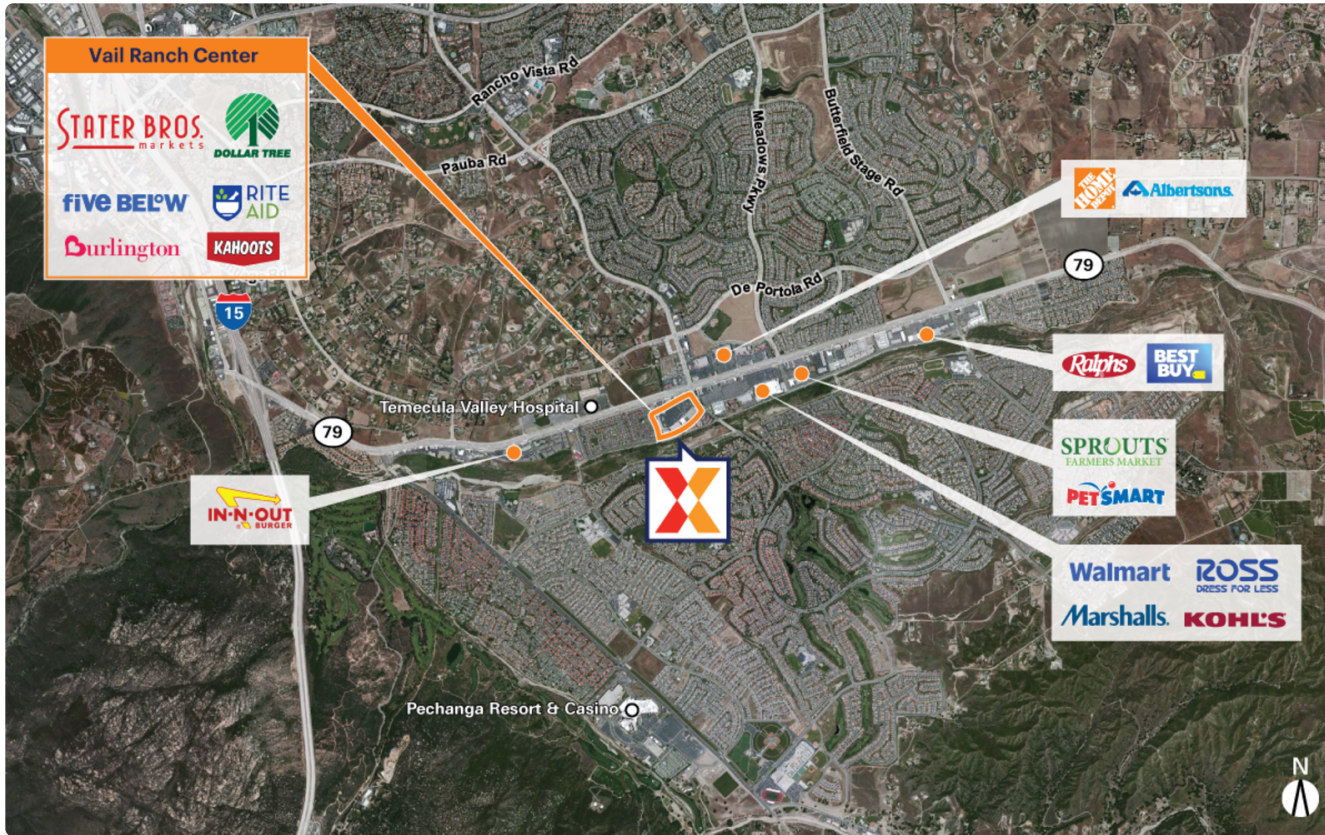 Vail Ranch Center
STATER BROS.
markets
DOLLAR TREE
five BELOW
RITE
AID
Burlington
KAHOOTS
15
79
IN-N-OUT
BURGER
Temecula Valley Hospital
Pechanga Resort & Casino
Rancho Vista Rd
Pauba Rd
Meadows Pkwy
Butterfield Stage Rd
De Portola Rd
79
THE
HOME
DEPOT
Albertsons.
Ralphs
BEST
BUY
SPROUTS
FARMERS MARKET
PETSMART
Walmart
ROSS
DRESS FOR LESS
Marshalls.
KOHL'S
N